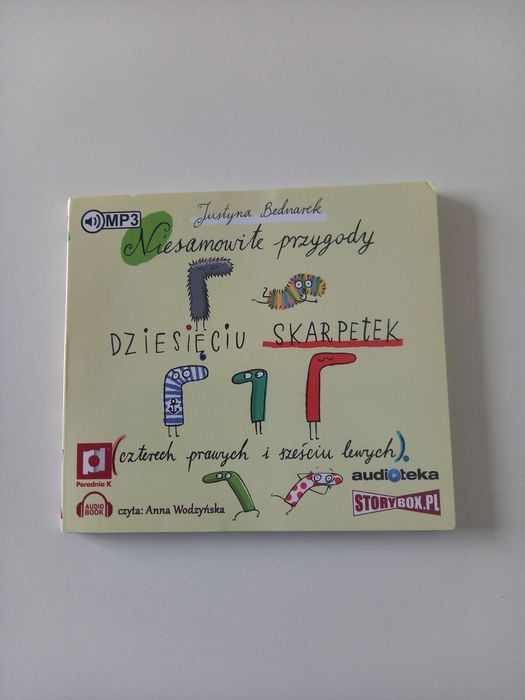 MP3
Justyna Bednarek
Niesamowite przygody
DZIESIĘCIU SKARPETEK
(czterech prawych i sześciu lewych).
Poradnia K
audioteka
AUDIO
BOOK
czyta: Anna Wodzyńska
STORYBOX.PL